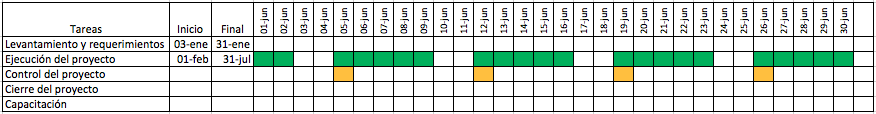 Tareas Inicio Final 01-jun 02-jun 03-jun 04-jun 05-jun 06-jun 07-jun 08-jun 09-jun 10-jun 11-jun 12-jun 13-jun 14-jun 15-jun 16-jun 17-jun 18-jun 19-jun 20-jun 21-jun 22-jun 23-jun 24-jun 25-jun 26-jun 27-jun 28-jun 29-jun 30-jun
Levantamiento y requerimientos 03-ene 31-ene
Ejecución del proyecto 01-feb 31-jul
Control del proyecto
Cierre del proyecto
Capacitación